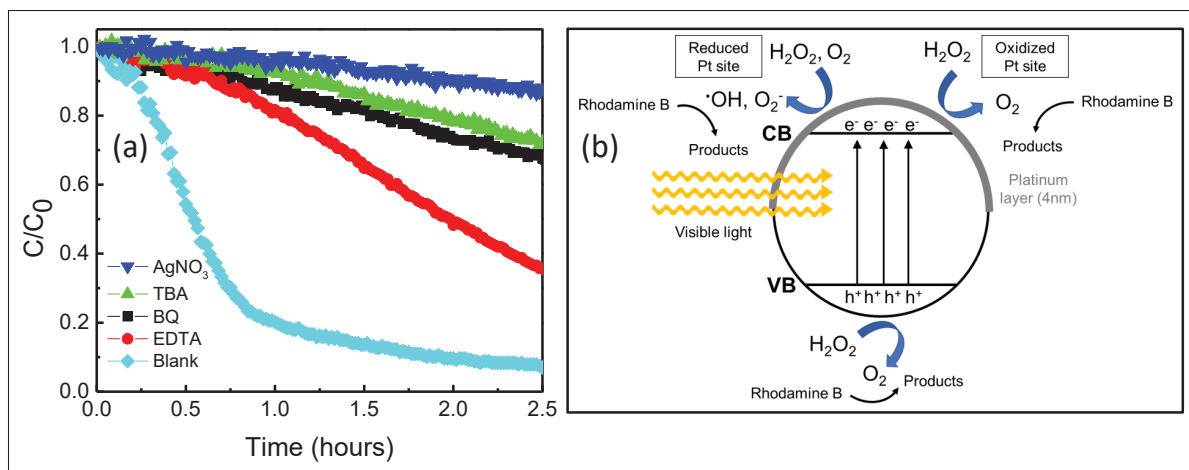 (a)
C/C₀
1.0
0.8
0.6
0.4
0.2
0.0
AgNO₃
TBA
BQ
EDTA
Blank
0.0 0.5 1.0 1.5 2.0 2.5
Time (hours)
(b)
Reduced
Pt site
H₂O₂, O₂
H₂O₂
Oxidized
Pt site
•OH, O₂⁻
O₂
Rhodamine B
Products
Rhodamine B
Products
CB
e⁻ e⁻ e⁻ e⁻
Platinum
layer (4nm)
Visible light
VB
h⁺ h⁺ h⁺ h⁺
H₂O₂
O₂
Rhodamine B
Products